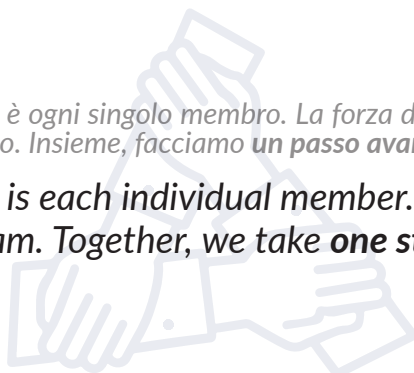 è ogni singolo membro. La forza d
o. Insieme, facciamo un passo avan
is each individual member.
am. Together, we take one st